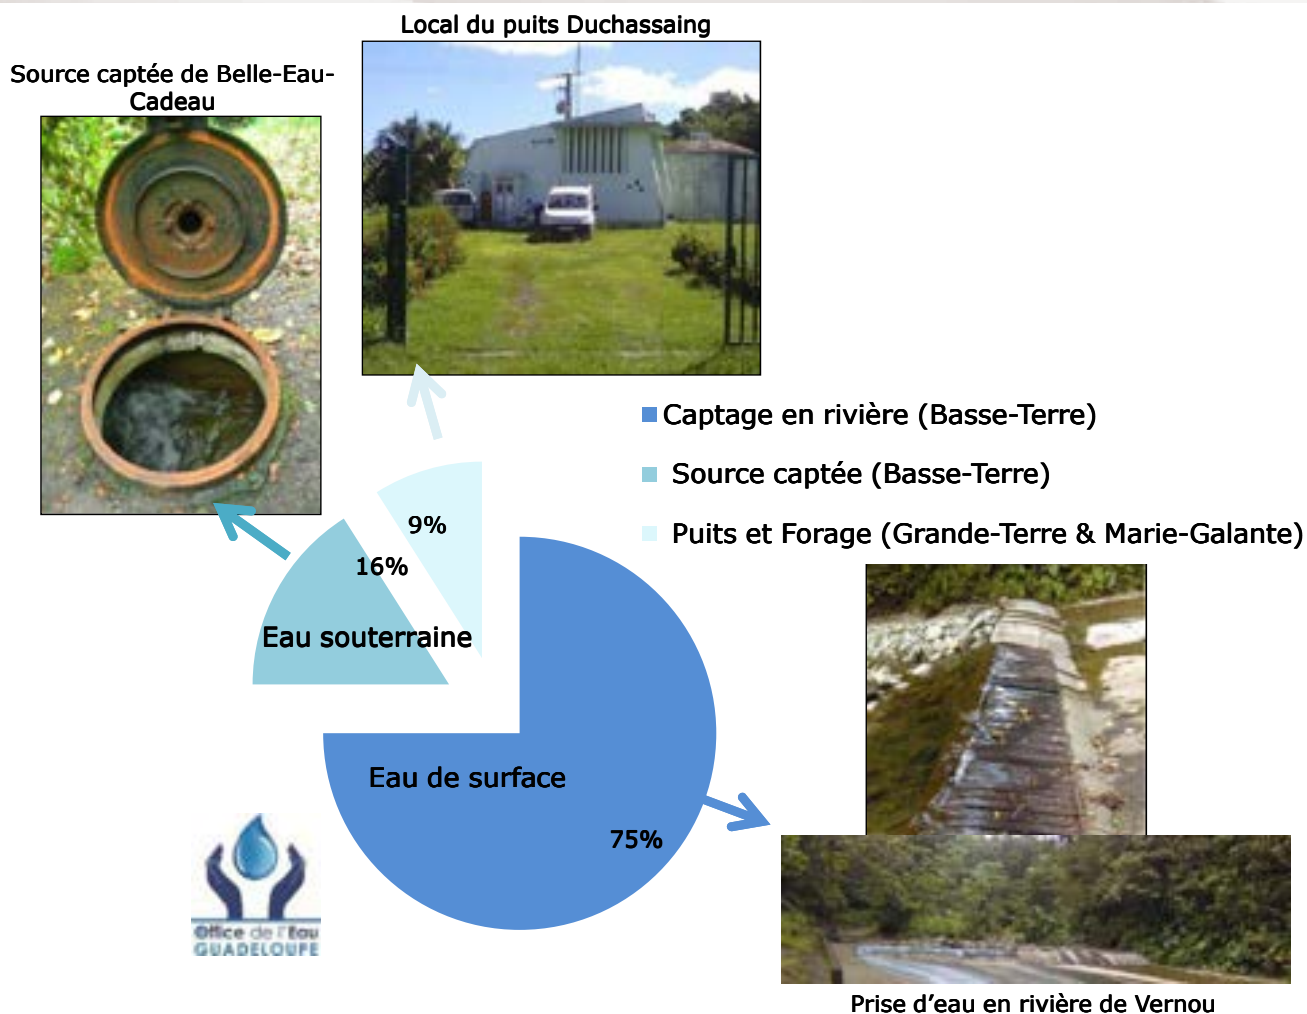 Local du puits Duchassaing
Source captée de Belle-Eau-
Cadeau
Captage en rivière (Basse-Terre)
Source captée (Basse-Terre)
Puits et Forage (Grande-Terre & Marie-Galante)
9%
16%
Eau souterraine
Eau de surface
75%
Office de l'Eau
GUADELOUPE
Prise d’eau en rivière de Vernou